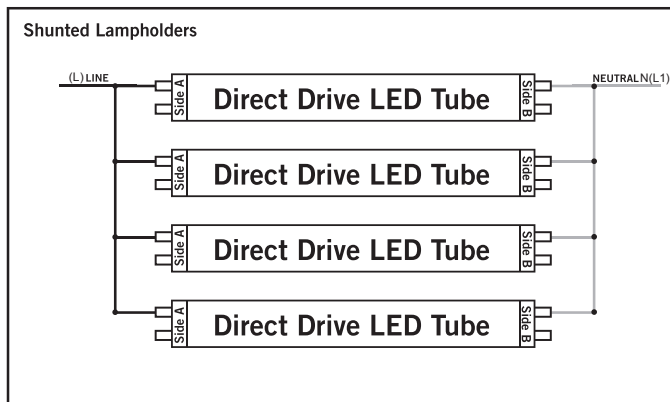 Shunted Lampholders
(L) LINE
NEUTRALN(L1)
Side A
Direct Drive LED Tube
Side B
Side A
Direct Drive LED Tube
Side B
Side A
Direct Drive LED Tube
Side B
Side A
Direct Drive LED Tube
Side B